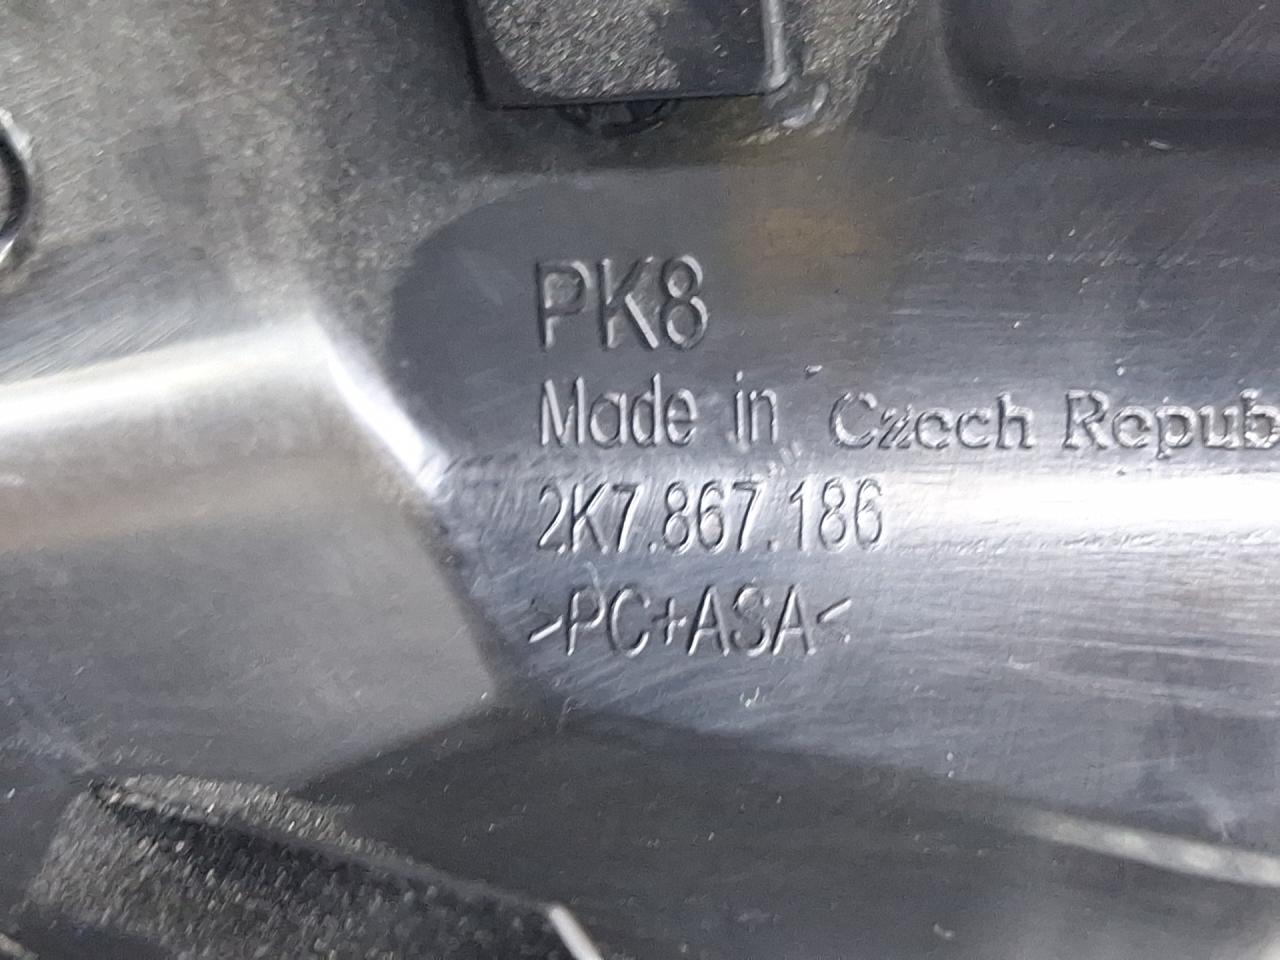 PK8
Made in Czech Repub
2K7.867.186
>PC+ASA<